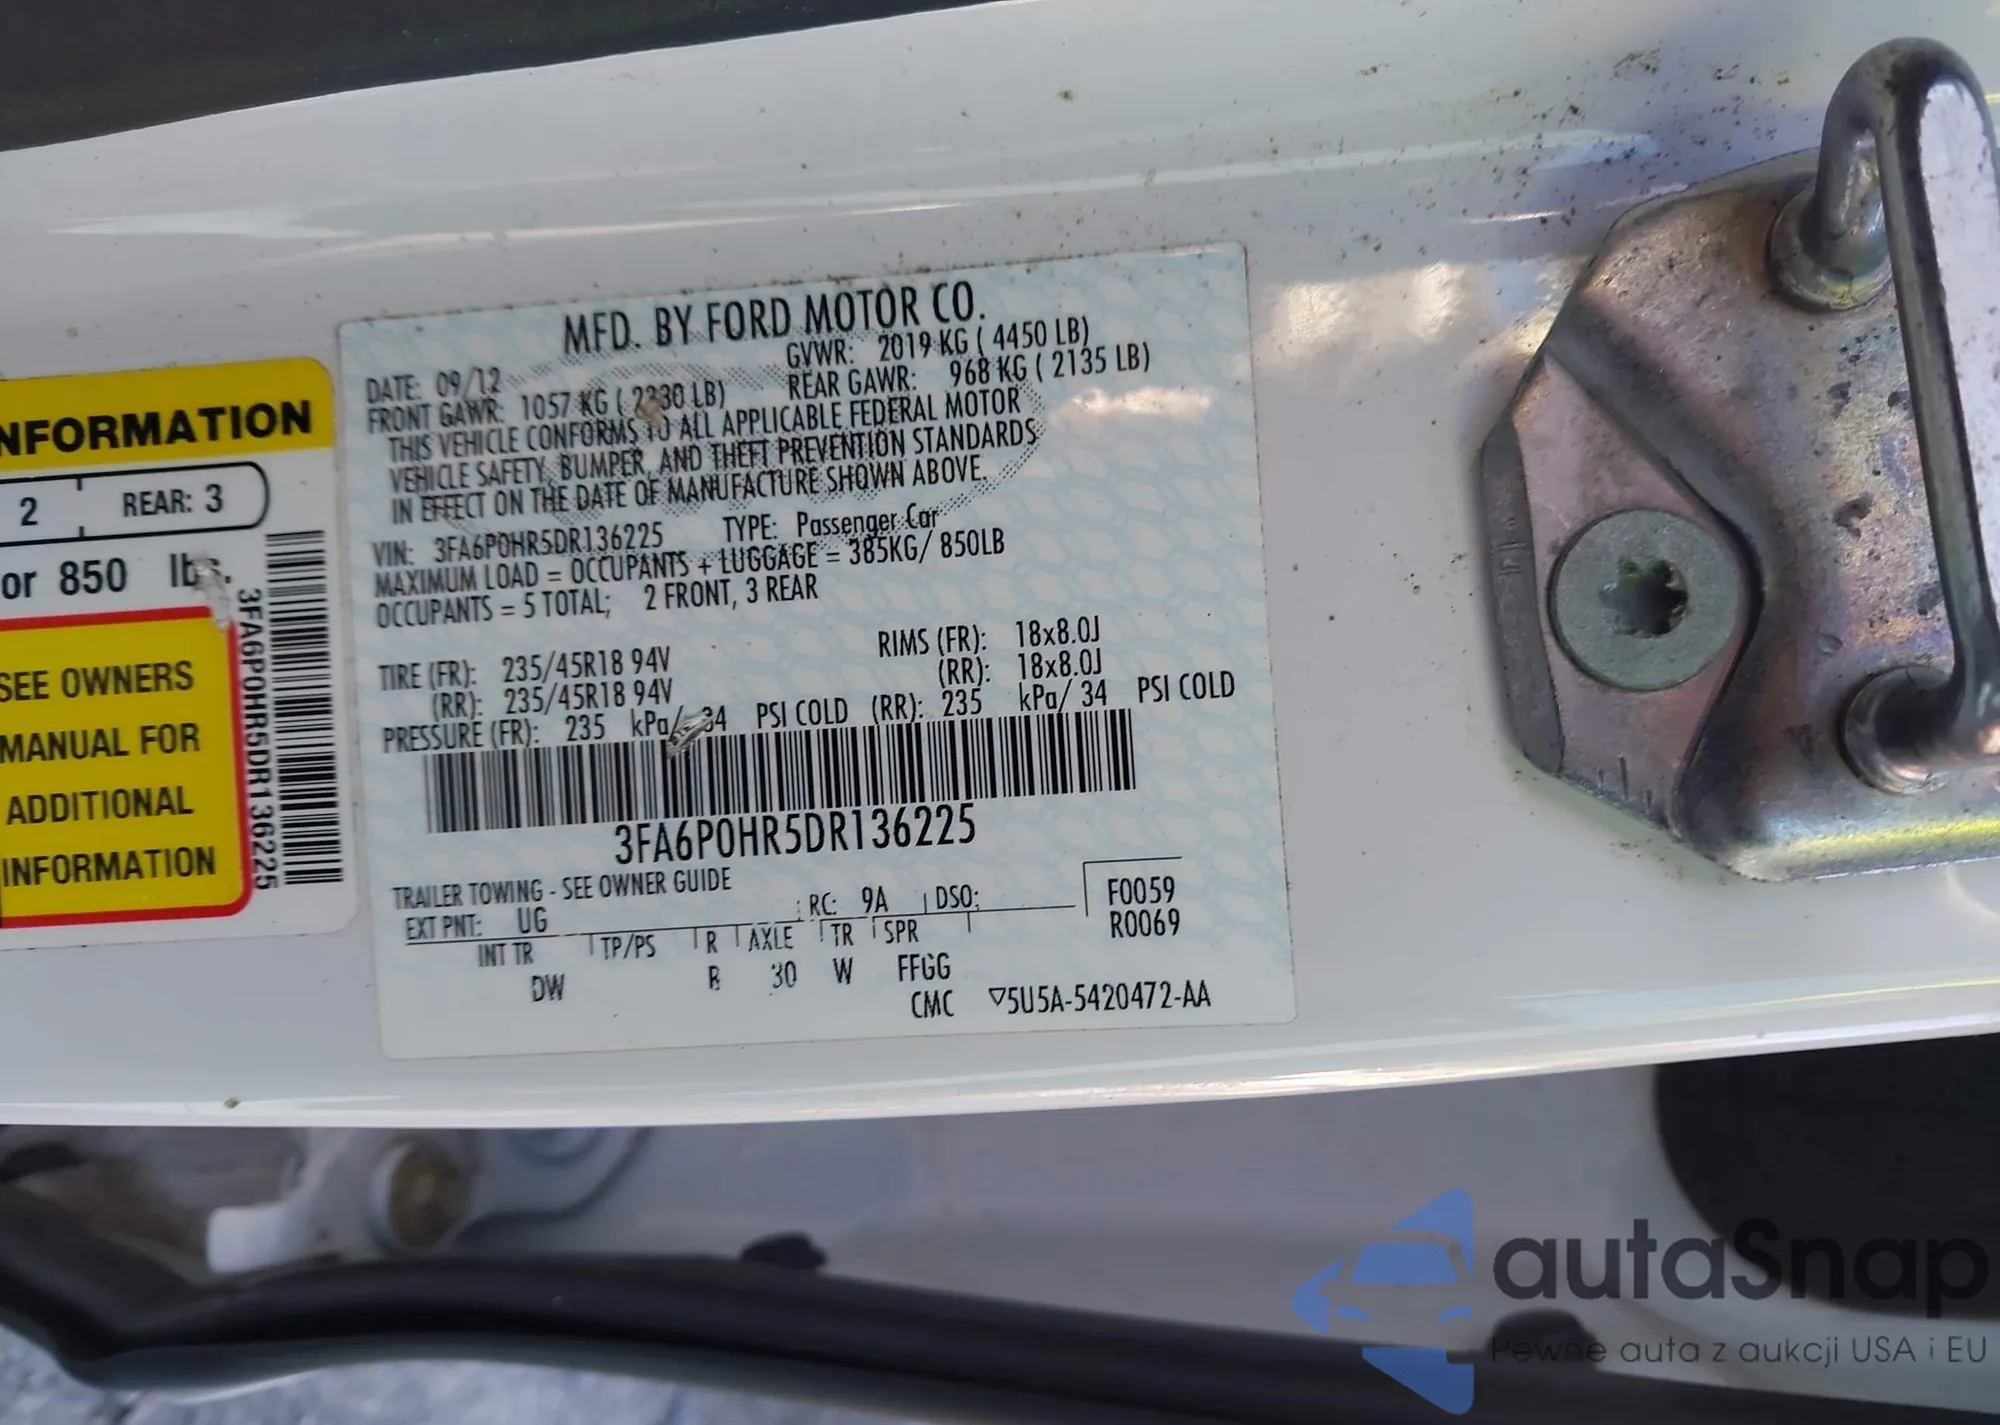 NFORMATION
2 REAR: 3
or 850 lbs.
SEE OWNERS
MANUAL FOR
ADDITIONAL
INFORMATION
3FA6P0HR5DR136225
MFD. BY FORD MOTOR CO.
DATE: 09/12 GVWR: 2019 KG ( 4450 LB)
FRONT GAWR: 1057 KG ( 2330 LB) REAR GAWR: 968 KG ( 2135 LB)
THIS VEHICLE CONFORMS TO ALL APPLICABLE FEDERAL MOTOR
VEHICLE SAFETY, BUMPER, AND THEFT PREVENTION STANDARDS
IN EFFECT ON THE DATE OF MANUFACTURE SHOWN ABOVE.
VIN: 3FA6P0HR5DR136225 TYPE: Passenger Car
MAXIMUM LOAD = OCCUPANTS + LUGGAGE = 385KG/ 850LB
OCCUPANTS = 5 TOTAL; 2 FRONT, 3 REAR
TIRE (FR): 235/45R18 94V RIMS (FR): 18x8.0J
(RR): 235/45R18 94V (RR): 18x8.0J
PRESSURE (FR): 235 kPa/ 34 PSI COLD (RR): 235 kPa/ 34 PSI COLD
3FA6P0HR5DR136225
TRAILER TOWING - SEE OWNER GUIDE
EXT PNT: UG RC: 9A DSO: F0059
R0069
INT TR TP/PS R AXLE TR SPR
DW B 30 W FFGG
CMC ▽5U5A-5420472-AA
autaSnap
Pewne auta z aukcji USA i EU